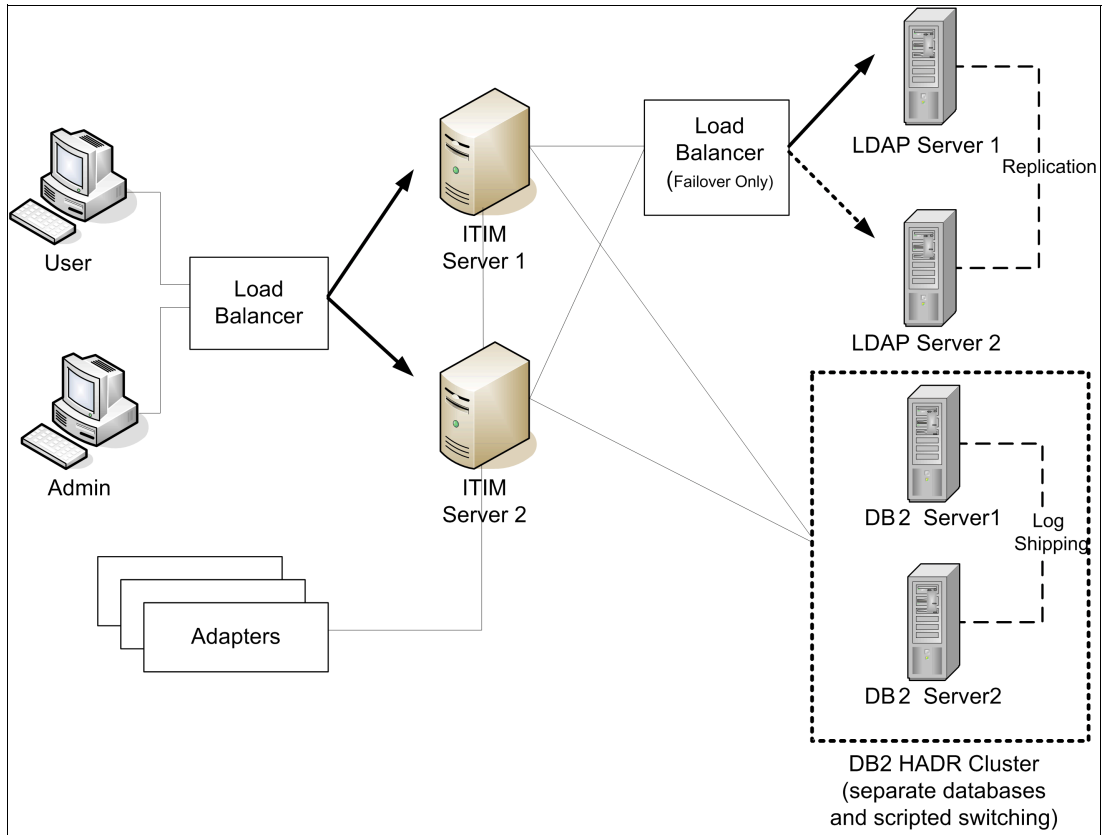 User
Admin
Load
Balancer
ITIM
Server 1
ITIM
Server 2
Adapters
Load
Balancer
(Failover Only)
LDAP Server 1
Replication
LDAP Server 2
DB2 Server1
Log
Shipping
DB2 Server2
DB2 HADR Cluster
(separate databases
and scripted switching)